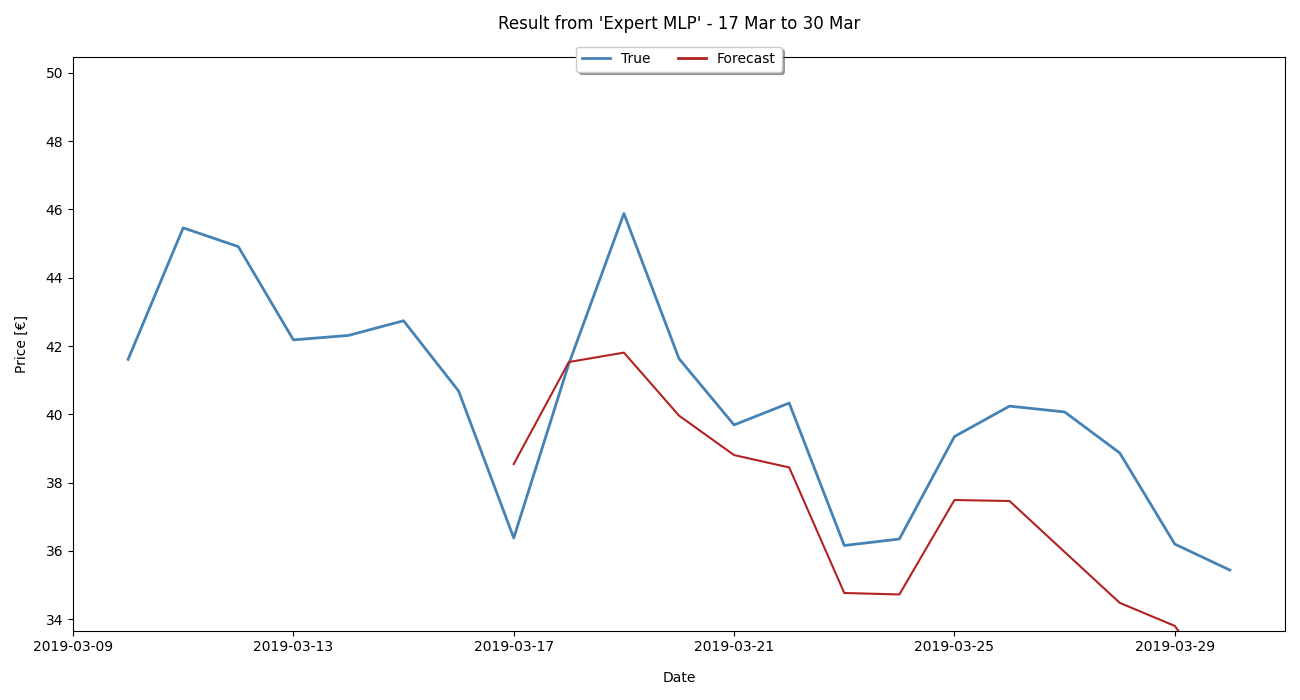 Result from 'Expert MLP' - 17 Mar to 30 Mar
True Forecast
50
48
46
44
42
40
38
36
34
Price [€]
2019-03-09 2019-03-13 2019-03-17 2019-03-21 2019-03-25 2019-03-29
Date